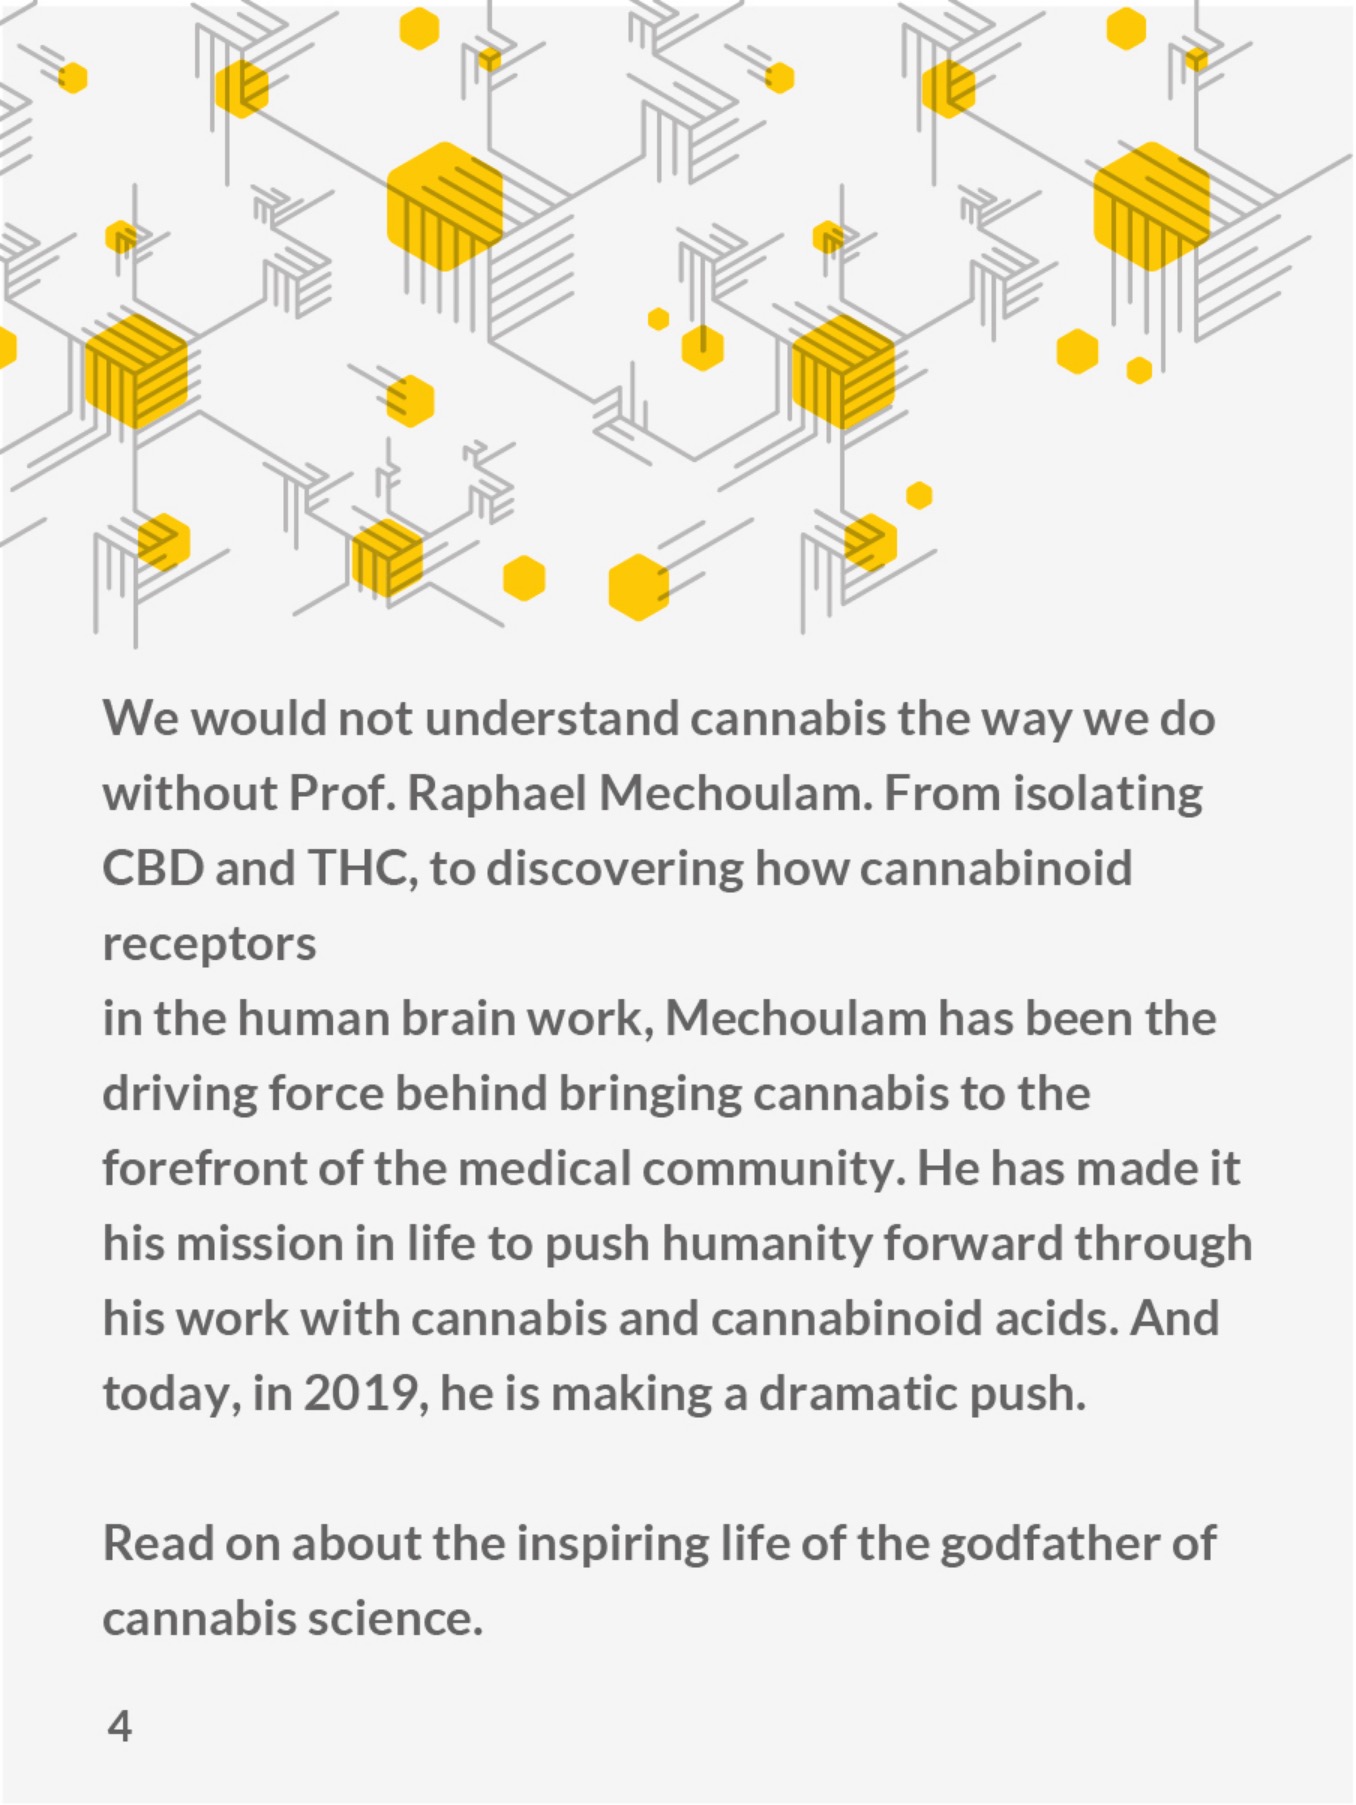 We would not understand cannabis the way we do
without Prof. Raphael Mechoulam. From isolating
CBD and THC, to discovering how cannabinoid
receptors
in the human brain work, Mechoulam has been the
driving force behind bringing cannabis to the
forefront of the medical community. He has made it
his mission in life to push humanity forward through
his work with cannabis and cannabinoid acids. And
today, in 2019, he is making a dramatic push.
Read on about the inspiring life of the godfather of
cannabis science.
4